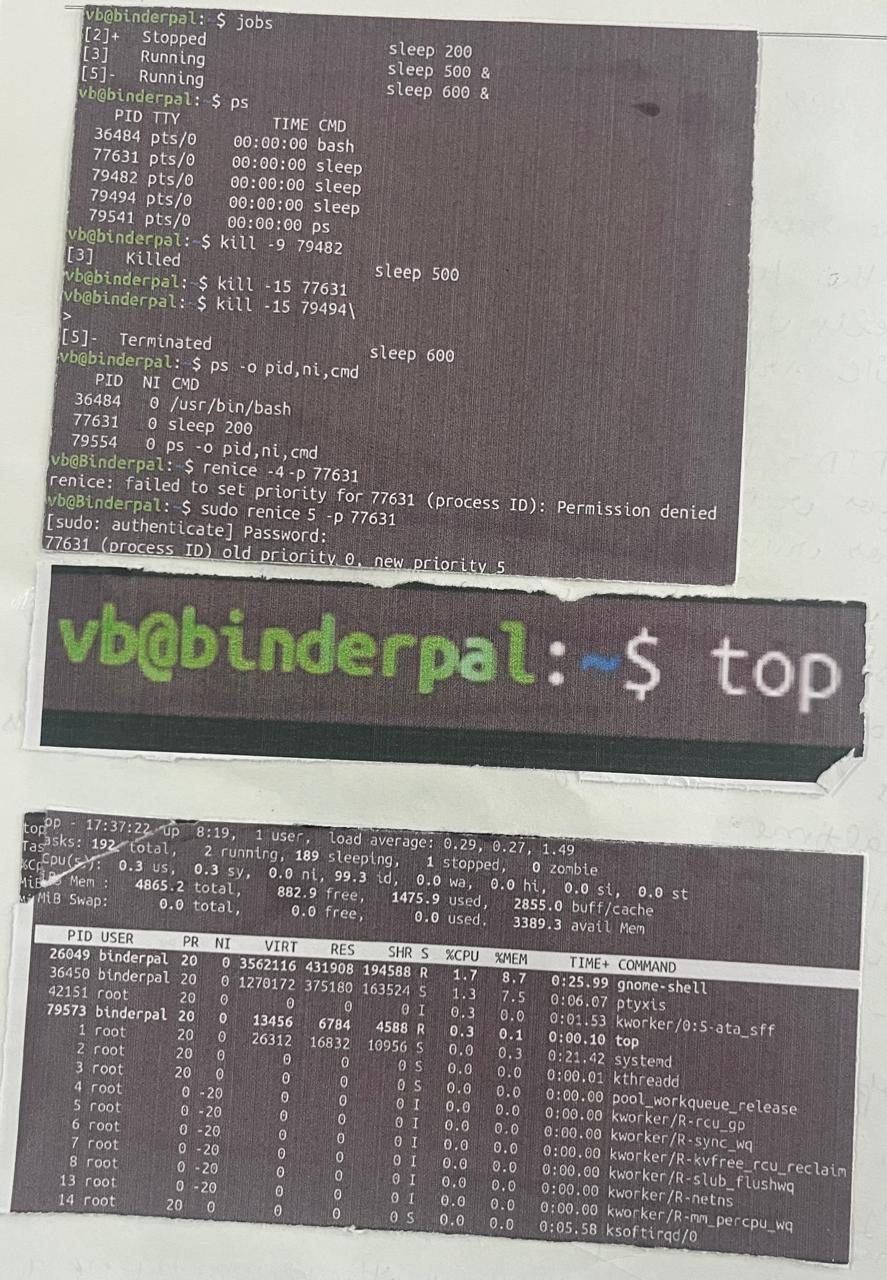 vb@binderpal:~$ jobs
[2]+ Stopped sleep 200
[3] Running sleep 500 &
[5]- Running sleep 600 &
vb@binderpal:~$ ps
PID TTY TIME CMD
36484 pts/0 00:00:00 bash
77631 pts/0 00:00:00 sleep
79482 pts/0 00:00:00 sleep
79494 pts/0 00:00:00 sleep
79541 pts/0 00:00:00 ps
vb@binderpal:~$ kill -9 79482
[3] Killed sleep 500
vb@binderpal:~$ kill -15 77631
vb@binderpal:~$ kill -15 79494\
>
[5]- Terminated sleep 600
vb@binderpal:~$ ps -o pid,ni,cmd
PID NI CMD
36484 0 /usr/bin/bash
77631 0 sleep 200
79554 0 ps -o pid,ni,cmd
vb@Binderpal:~$ renice -4 -p 77631
renice: failed to set priority for 77631 (process ID): Permission denied
vb@Binderpal:~$ sudo renice 5 -p 77631
[sudo: authenticate] Password:
77631 (process ID) old priority 0, new priority 5
vb@binderpal:~$ top
top - 17:37:22 up 8:19, 1 user, load average: 0.29, 0.27, 1.49
Tasks: 192 total, 2 running, 189 sleeping, 1 stopped, 0 zombie
%Cpu(s): 0.3 us, 0.3 sy, 0.0 ni, 99.3 id, 0.0 wa, 0.0 hi, 0.0 si, 0.0 st
MiB Mem : 4865.2 total, 882.9 free, 1475.9 used, 2855.0 buff/cache
MiB Swap: 0.0 total, 0.0 free, 0.0 used. 3389.3 avail Mem
PID USER PR NI VIRT RES SHR S %CPU %MEM TIME+ COMMAND
26049 binderpal 20 0 3562116 431908 194588 R 1.7 8.7 0:25.99 gnome-shell
36450 binderpal 20 0 1270172 375180 163524 S 1.3 7.5 0:06.07 ptyxis
42151 root 20 0 0 0 0 I 0.3 0.0 0:01.53 kworker/0:5-ata_sff
79573 binderpal 20 0 13456 6784 4588 R 0.3 0.1 0:00.10 top
1 root 20 0 26312 16832 10956 S 0.0 0.3 0:21.42 systemd
2 root 20 0 0 0 0 S 0.0 0.0 0:00.01 kthreadd
3 root 20 0 0 0 0 S 0.0 0.0 0:00.00 pool_workqueue_release
4 root 0 -20 0 0 0 I 0.0 0.0 0:00.00 kworker/R-rcu_gp
5 root 0 -20 0 0 0 I 0.0 0.0 0:00.00 kworker/R-sync_wq
6 root 0 -20 0 0 0 I 0.0 0.0 0:00.00 kworker/R-kvfree_rcu_reclaim
7 root 0 -20 0 0 0 I 0.0 0.0 0:00.00 kworker/R-slub_flushwq
8 root 0 -20 0 0 0 I 0.0 0.0 0:00.00 kworker/R-netns
13 root 0 -20 0 0 0 I 0.0 0.0 0:00.00 kworker/R-mm_percpu_wq
14 root 20 0 0 0 0 S 0.0 0.0 0:05.58 ksoftirqd/0